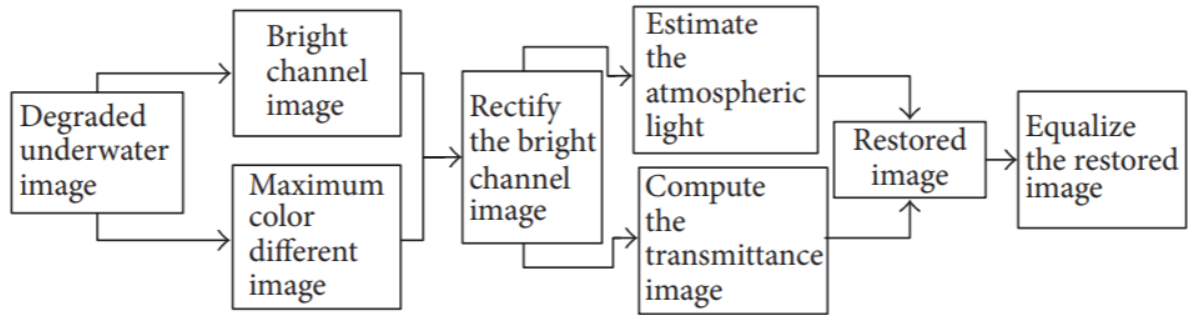 Degraded
underwater
image
Bright
channel
image
Maximum
color
different
image
Rectify
the bright
channel
image
Estimate
the
atmospheric
light
Compute
the
transmittance
image
Restored
image
Equalize
the restored
image